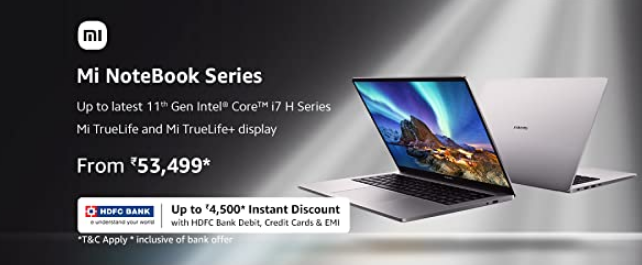 mi
Mi NoteBook Series
Up to latest 11th Gen Intel® Core™ i7 H Series
Mi TrueLife and Mi TrueLife+ display
From ₹53,499*
HDFC BANK
We understand your world
Up to ₹4,500* Instant Discount
with HDFC Bank Debit, Credit Cards & EMI
*T&C Apply * inclusive of bank offer